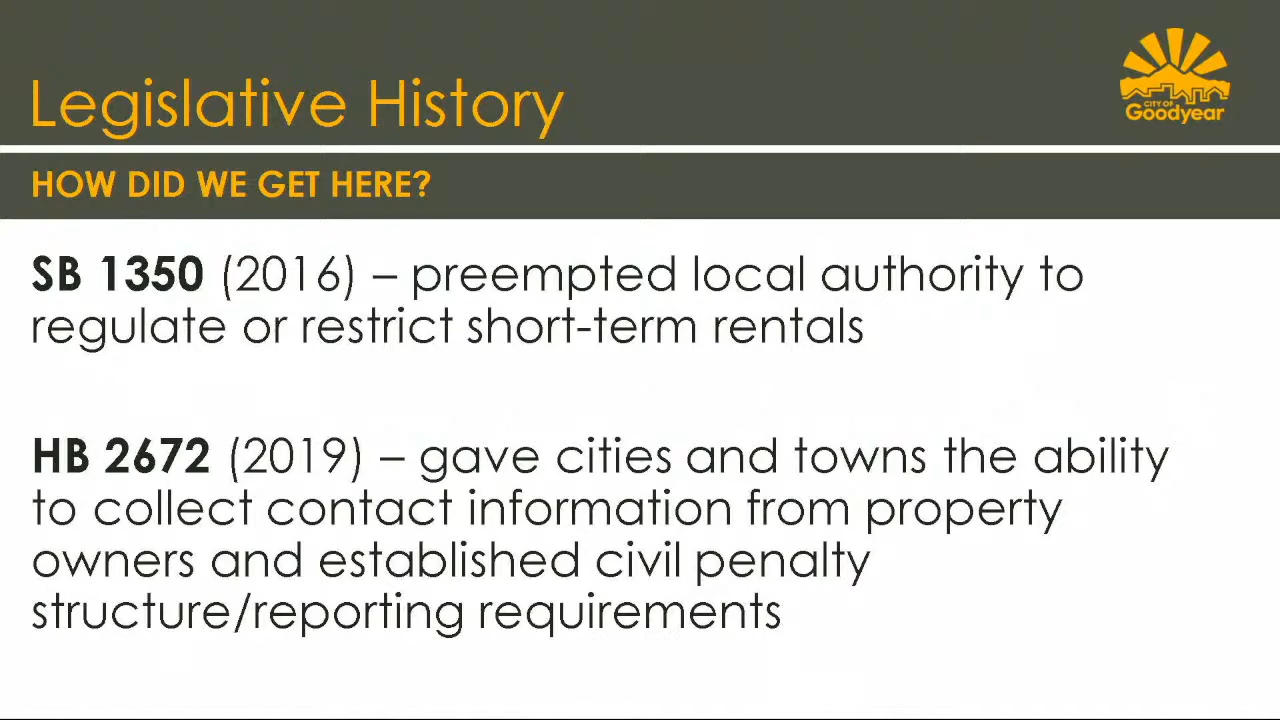 Legislative History
CITY OF
Goodyear
HOW DID WE GET HERE?
SB 1350 (2016) – preempted local authority to
regulate or restrict short-term rentals
HB 2672 (2019) – gave cities and towns the ability
to collect contact information from property
owners and established civil penalty
structure/reporting requirements